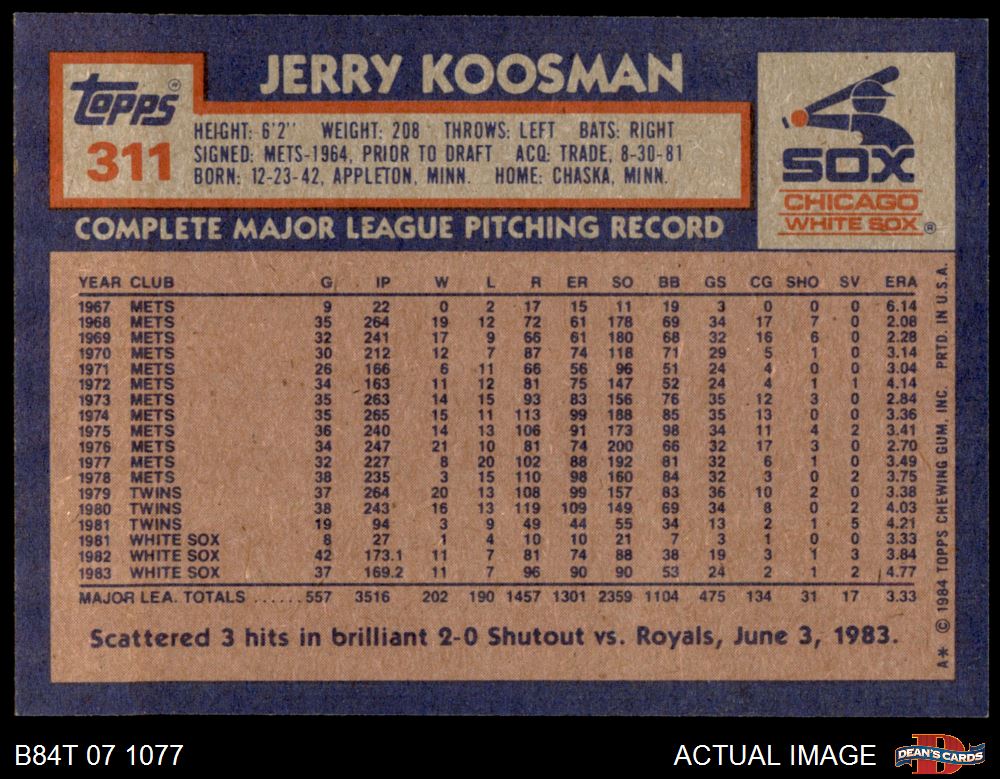 JERRY KOOSMAN
Topps®
311
HEIGHT: 6'2" WEIGHT: 208 THROWS: LEFT BATS: RIGHT
SIGNED: METS-1964, PRIOR TO DRAFT ACQ: TRADE, 8-30-81
BORN: 12-23-42, APPLETON, MINN. HOME: CHASKA, MINN.
SOX
CHICAGO
WHITE SOX®
COMPLETE MAJOR LEAGUE PITCHING RECORD
YEAR CLUB G IP W L R ER SO BB GS CG SHO SV ERA
1967 METS 9 22 0 2 17 15 11 19 3 0 0 0 6.14
1968 METS 35 264 19 12 72 61 178 69 34 17 7 0 2.08
1969 METS 32 241 17 9 66 61 180 68 32 16 6 0 2.28
1970 METS 30 212 12 7 87 74 118 71 29 5 1 0 3.14
1971 METS 26 166 6 11 66 56 96 51 24 4 0 0 3.04
1972 METS 34 163 11 12 81 75 147 52 24 4 1 1 4.14
1973 METS 35 263 14 15 93 83 156 76 35 12 3 0 2.84
1974 METS 35 265 15 11 113 99 188 85 35 13 0 0 3.36
1975 METS 36 240 14 13 106 91 173 98 34 11 4 2 3.41
1976 METS 34 247 21 10 81 74 200 66 32 17 3 0 2.70
1977 METS 32 227 8 20 102 88 192 81 32 6 1 0 3.49
1978 METS 38 235 3 15 110 98 160 84 32 3 0 2 3.75
1979 TWINS 37 264 20 13 108 99 157 83 36 10 2 0 3.38
1980 TWINS 38 243 16 13 119 109 149 69 34 8 0 2 4.03
1981 TWINS 19 94 3 9 49 44 55 34 13 2 1 5 4.21
1981 WHITE SOX 8 27 1 4 10 10 21 7 3 1 0 0 3.33
1982 WHITE SOX 42 173.1 11 7 81 74 88 38 19 3 1 3 3.84
1983 WHITE SOX 37 169.2 11 7 96 90 90 53 24 2 1 2 4.77
MAJOR LEA. TOTALS ......557 3516 202 190 1457 1301 2359 1104 475 134 31 17 3.33
Scattered 3 hits in brilliant 2-0 Shutout vs. Royals, June 3, 1983.
A* © 1984 TOPPS CHEWING GUM, INC. PRTD. IN U.S.A.
B84T 07 1077
ACTUAL IMAGE
DEAN'S CARDS